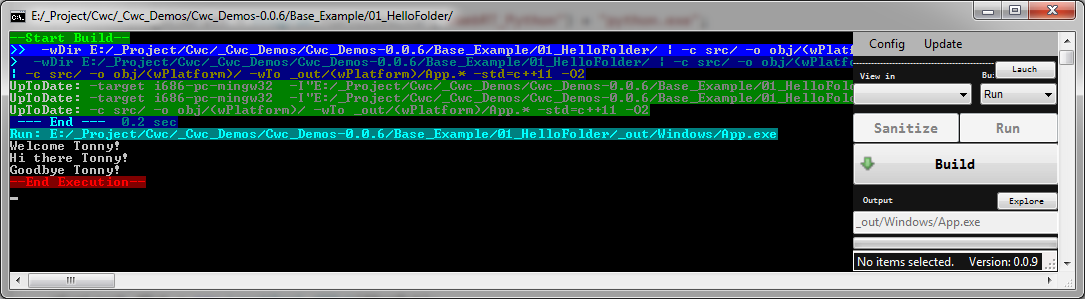 E:/_Project/Cwc/_Cwc_Demos/Cwc_Demos-0.0.6/Base_Example/01_HelloFolder/
--Start Build--
>>  -wDir E:/_Project/Cwc/_Cwc_Demos/Cwc_Demos-0.0.6/Base_Example/01_HelloFolder/ | -c src/ -o obj/(wPlatform)/
>  -wDir E:/_Project/Cwc/_Cwc_Demos/Cwc_Demos-0.0.6/Base_Example/01_HelloFolder/ | -c src/ -o obj/(wPlatf
| -c src/ -o obj/(wPlatform)/ -wTo _out/(wPlatform)/App.* -std=c++11 -O2
UpToDate: -target i686-pc-mingw32  -I"E:/_Project/Cwc/_Cwc_Demos/Cwc_Demos-0.0.6/Base_Example/01_HelloFo
UpToDate: -target i686-pc-mingw32  -I"E:/_Project/Cwc/_Cwc_Demos/Cwc_Demos-0.0.6/Base_Example/01_HelloFo
UpToDate: -c src/ -o obj/(wPlatform)/ -wTo _out/(wPlatform)/App.* -std=c++11 -O2
--- End ---  0.2 sec
Run: E:/_Project/Cwc/_Cwc_Demos/Cwc_Demos-0.0.6/Base_Example/01_HelloFolder/_out/Windows/App.exe
Welcome Tonny!
Hi there Tonny!
Goodbye Tonny!
--End Execution--
Config Update
View in Bu: Lauch
Run
Sanitize Run
Build
Output Explore
_out/Windows/App.exe
No items selected. Version: 0.0.9